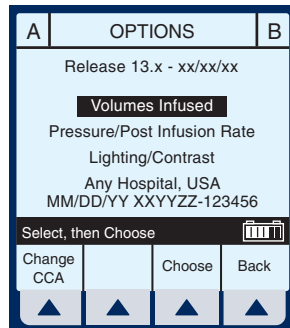 A OPTIONS B
Release 13.x - xx/xx/xx
Volumes Infused
Pressure/Post Infusion Rate
Lighting/Contrast
Any Hospital, USA
MM/DD/YY XXYYZZ-123456
Select, then Choose
Change Choose Back
CCA